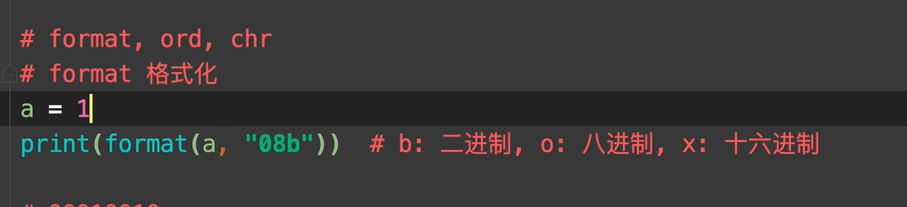 # format, ord, chr
# format 格式化
a = 1
print(format(a, "08b"))  # b: 二进制, o: 八进制, x: 十六进制